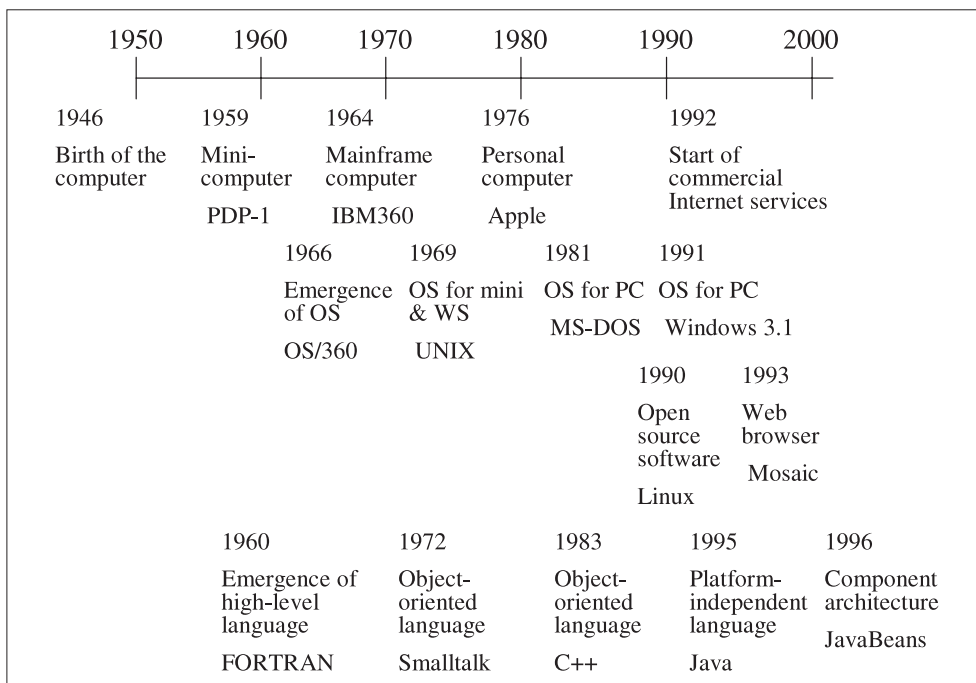 1950 1960 1970 1980 1990 2000
1946
Birth of the
computer
1959
Mini-
computer
PDP-1
1964
Mainframe
computer
IBM360
1976
Personal
computer
Apple
1992
Start of
commercial
Internet services
1966
Emergence
of OS
OS/360
1969
OS for mini
& WS
UNIX
1981
OS for PC
MS-DOS
1991
OS for PC
Windows 3.1
1990
Open
source
software
Linux
1993
Web
browser
Mosaic
1960
Emergence of
high-level
language
FORTRAN
1972
Object-
oriented
language
Smalltalk
1983
Object-
oriented
language
C++
1995
Platform-
independent
language
Java
1996
Component
architecture
JavaBeans